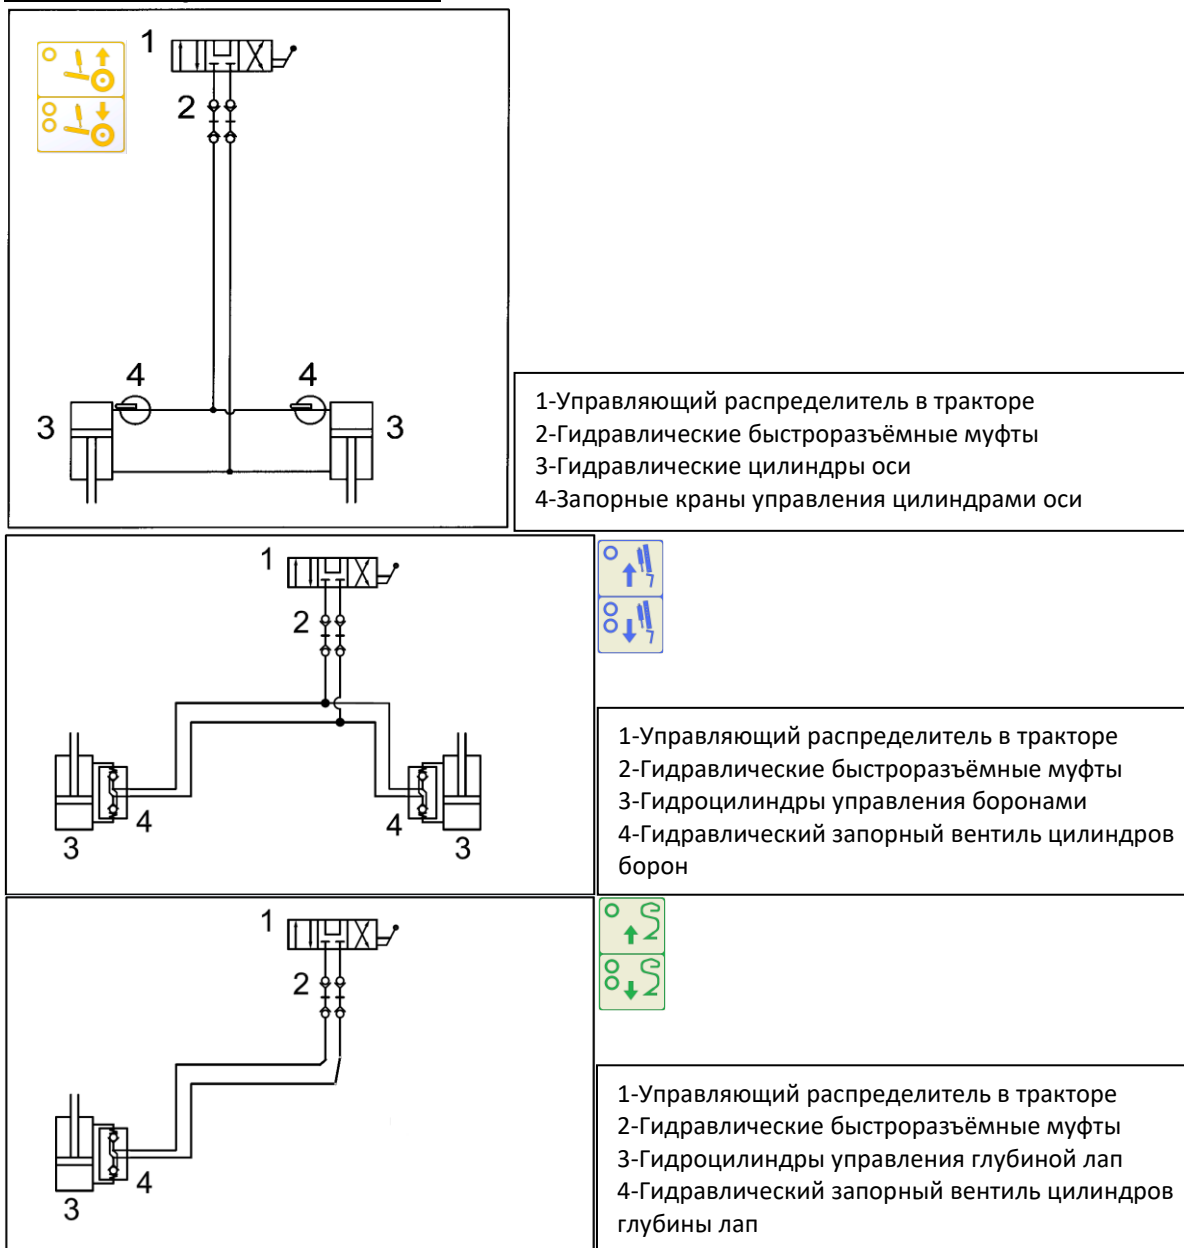 1
2
4 4
3 3
1-Управляющий распределитель в тракторе
2-Гидравлические быстроразъёмные муфты
3-Гидравлические цилиндры оси
4-Запорные краны управления цилиндрами оси
1
2
4 4
3 3
1-Управляющий распределитель в тракторе
2-Гидравлические быстроразъёмные муфты
3-Гидроцилиндры управления боронами
4-Гидравлический запорный вентиль цилиндров
борон
1
2
4
3
1-Управляющий распределитель в тракторе
2-Гидравлические быстроразъёмные муфты
3-Гидроцилиндры управления глубиной лап
4-Гидравлический запорный вентиль цилиндров
глубины лап